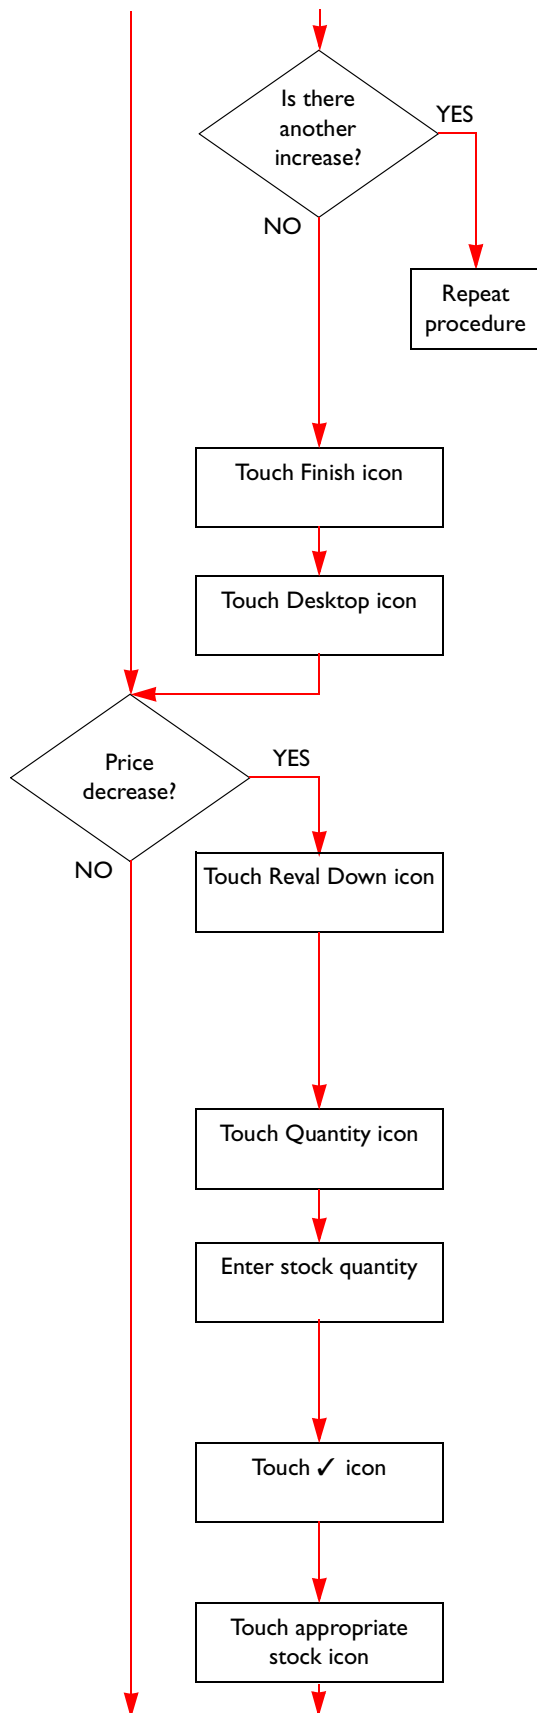 Is there
another
increase?
YES
NO
Repeat
procedure
Touch Finish icon
Touch Desktop icon
Price
decrease?
YES
NO
Touch Reval Down icon
Touch Quantity icon
Enter stock quantity
Touch ✓ icon
Touch appropriate
stock icon